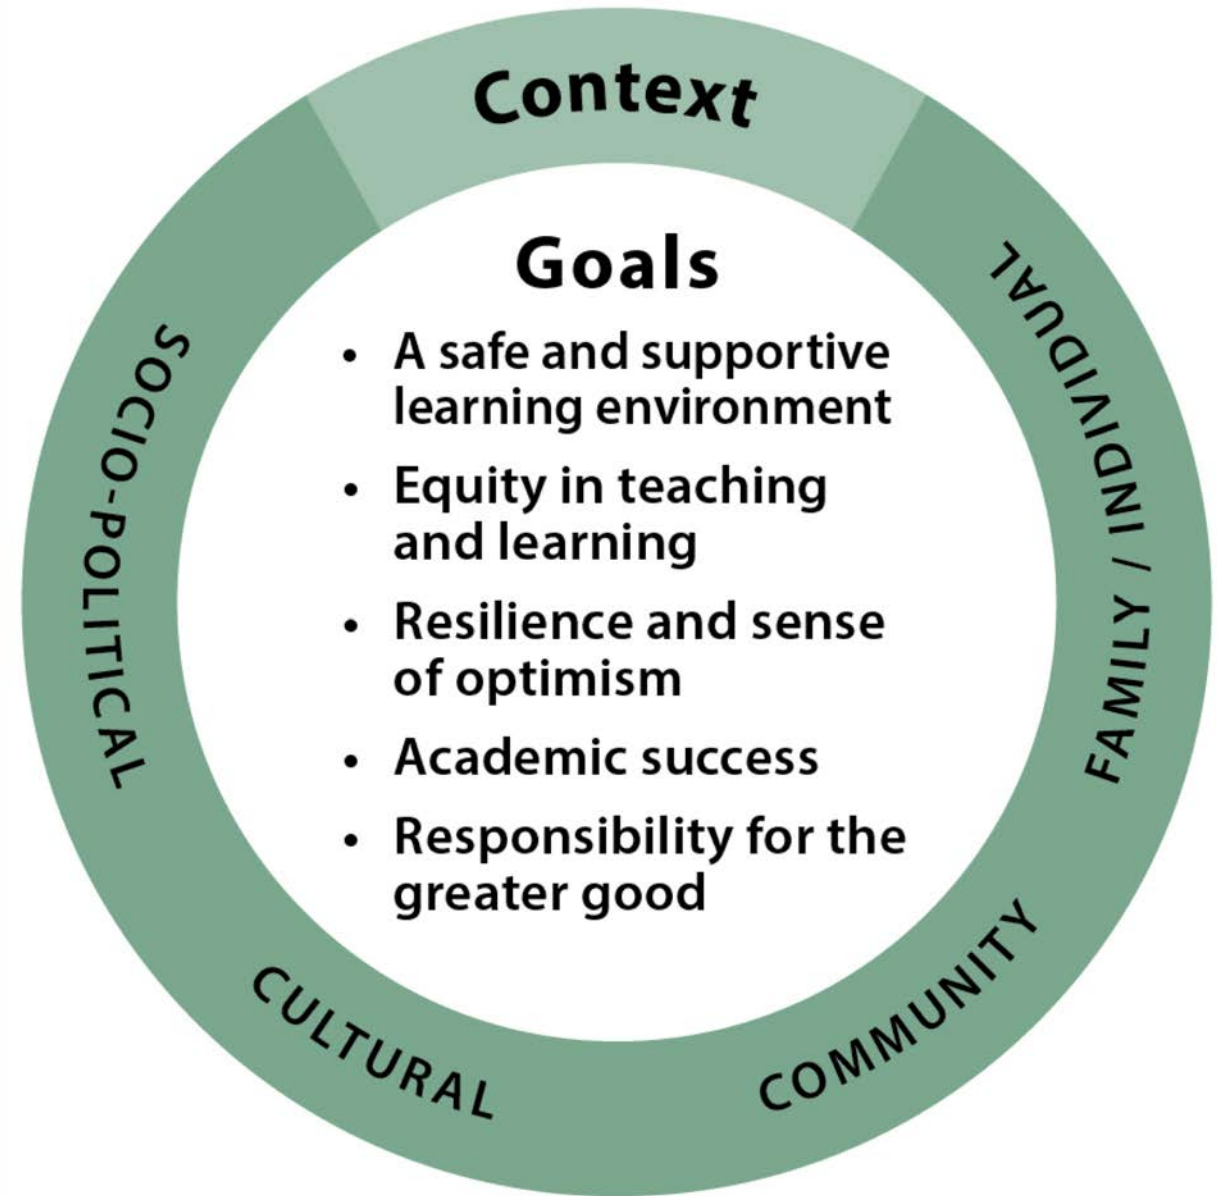 Context
Goals
• A safe and supportive
learning environment
• Equity in teaching
and learning
• Resilience and sense
of optimism
• Academic success
• Responsibility for the
greater good
SOCIO-POLITICAL
CULTURAL
COMMUNITY
FAMILY / INDIVIDUAL